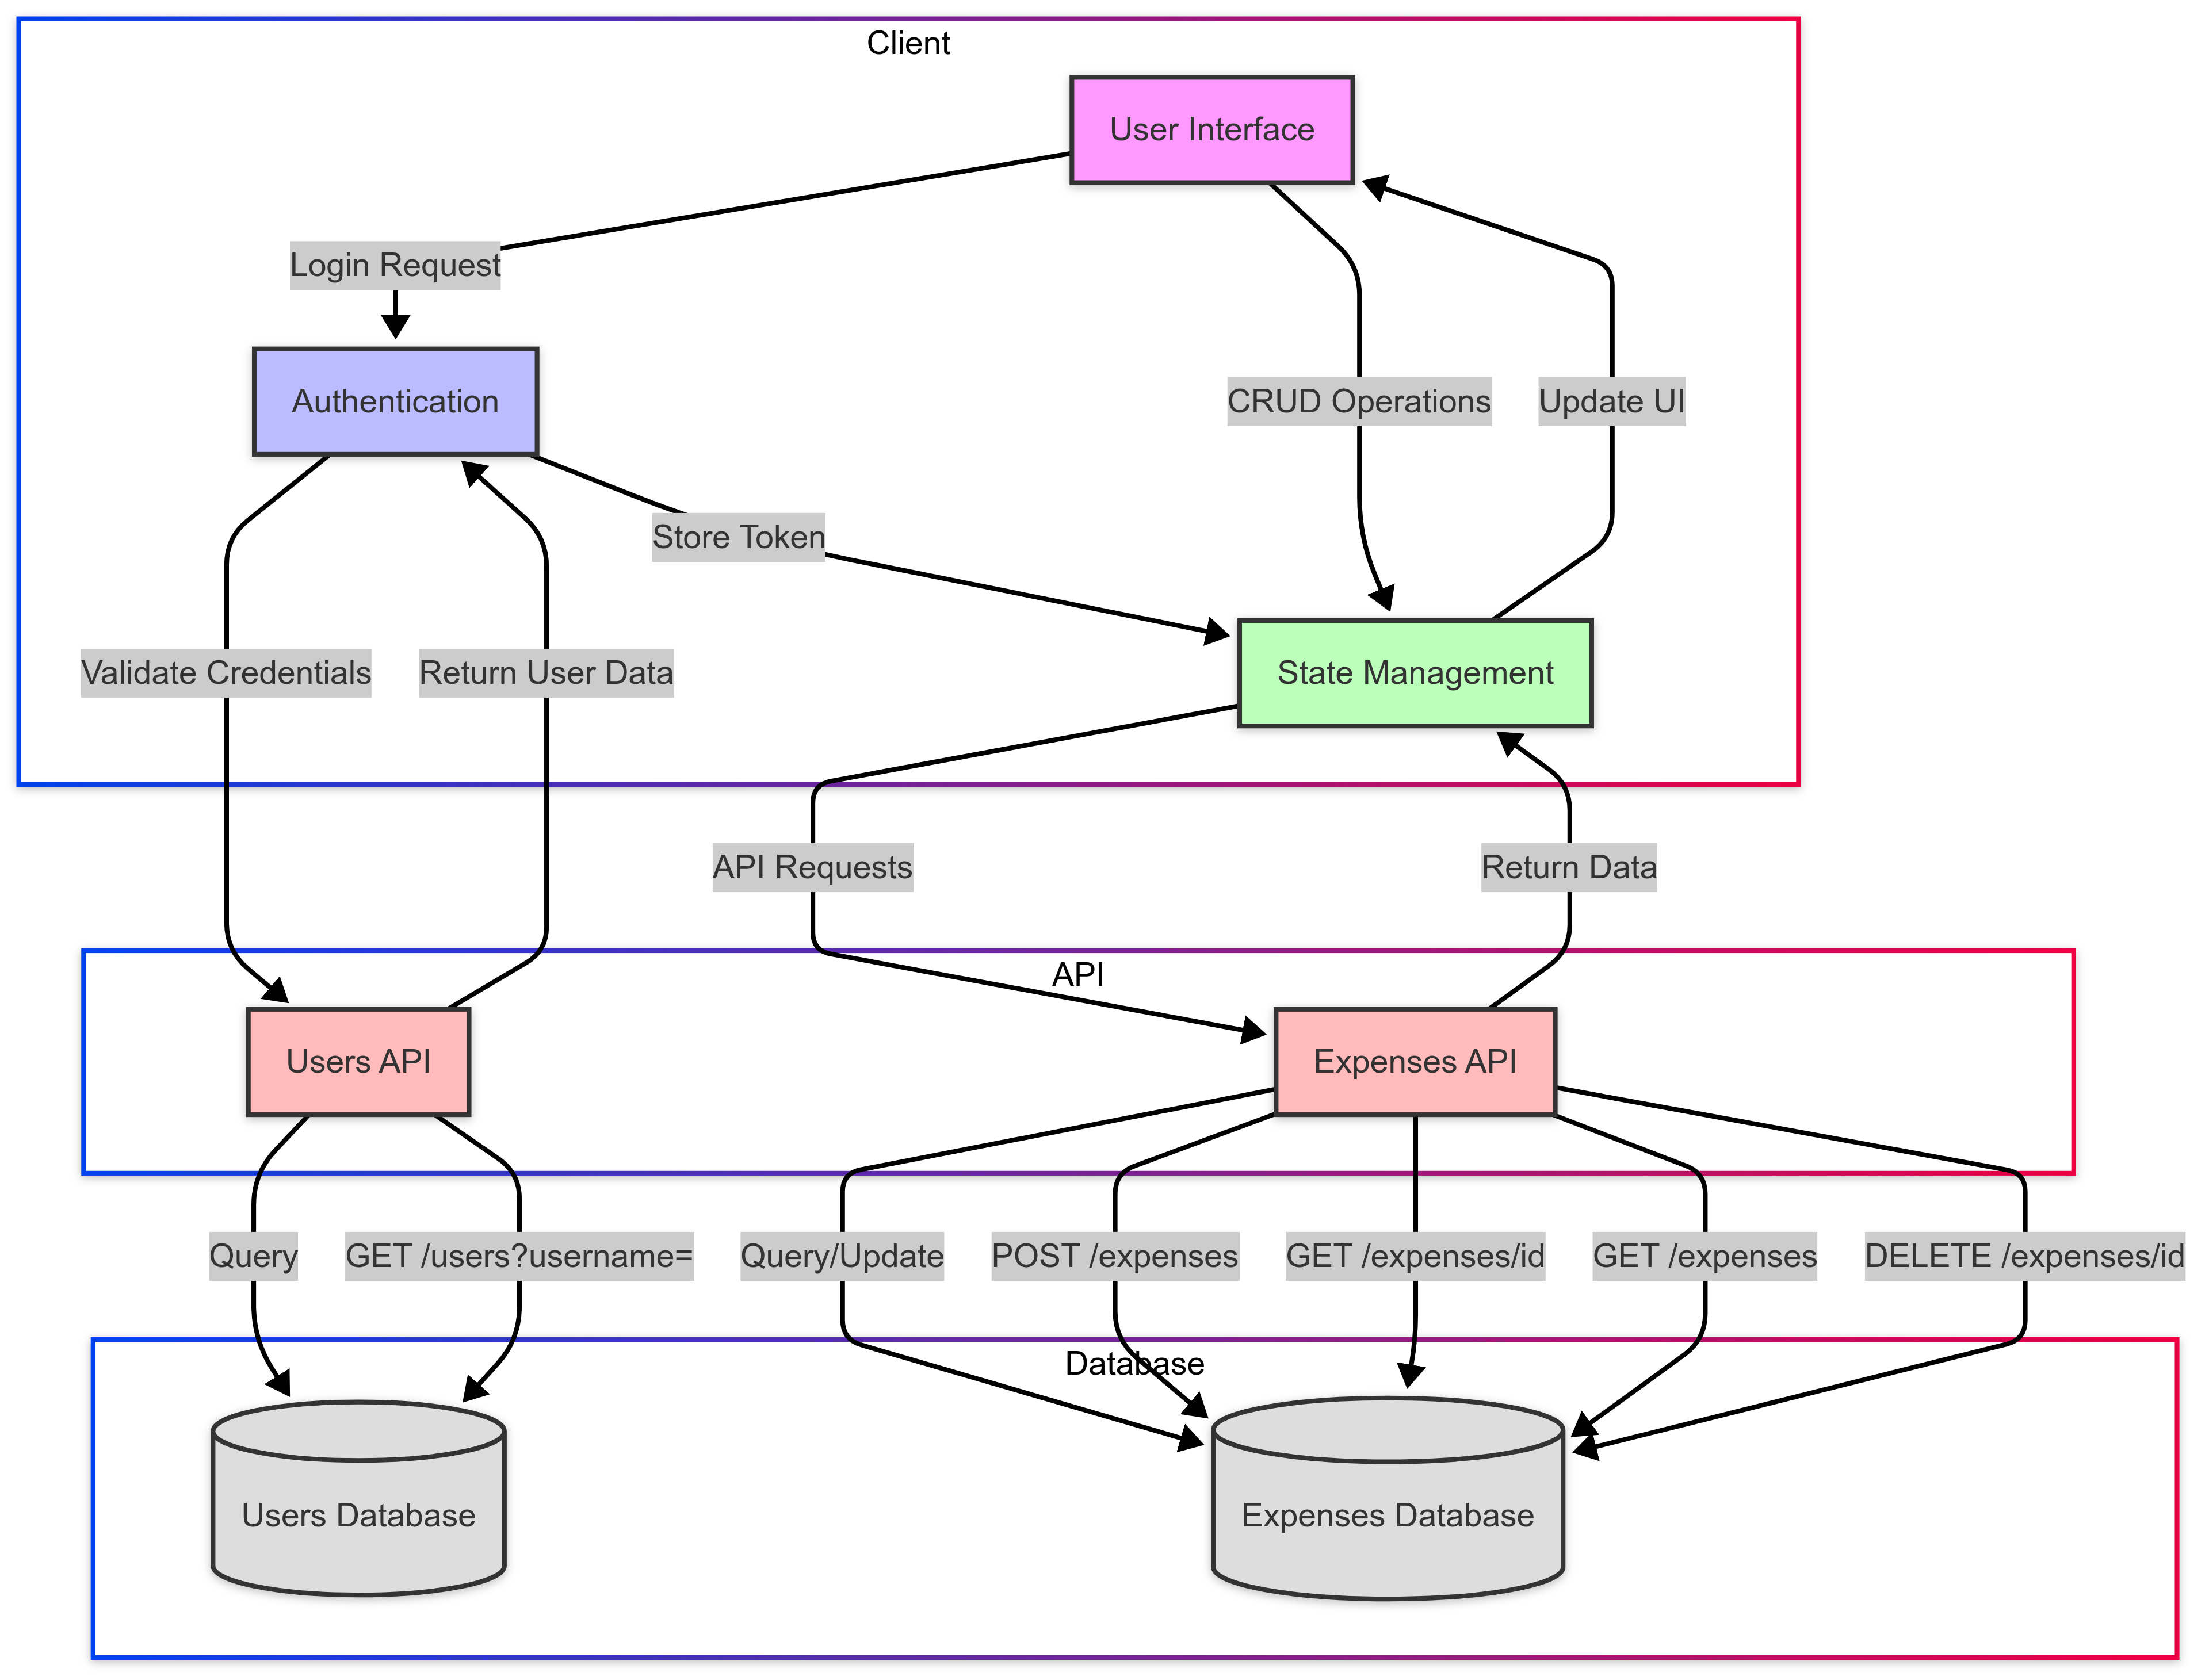 Client
User Interface
Login Request
Authentication
CRUD Operations
Update UI
Store Token
Validate Credentials
Return User Data
State Management
API Requests
Return Data
API
Users API
Expenses API
Query
GET /users?username=
Query/Update
POST /expenses
GET /expenses/id
GET /expenses
DELETE /expenses/id
Database
Users Database
Expenses Database